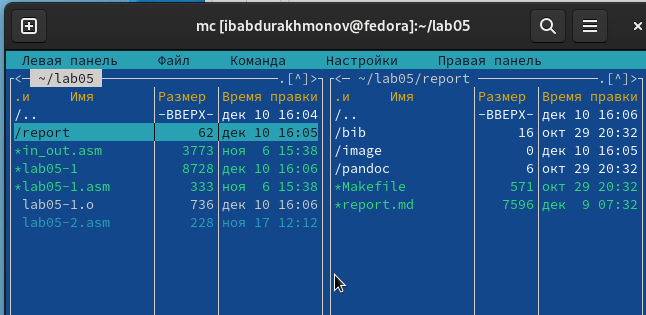 mc [ibabdurakhmonov@fedora]:~/lab05
Левая панель Файл Команда Настройки Правая панель
<─ ~/lab05 ─.[^]>
.и Имя Размер Время правки
/.. -ВВЕРХ- дек 10 16:04
/report 62 дек 10 16:05
*in_out.asm 3773 ноя 6 15:38
*lab05-1 8728 дек 10 16:06
*lab05-1.asm 333 ноя 6 15:38
lab05-1.o 736 дек 10 16:06
lab05-2.asm 228 ноя 17 12:12
<─ ~/lab05/report ─.[^]>
.и Имя Размер Время правки
/.. -ВВЕРХ- дек 10 16:06
/bib 16 окт 29 20:32
/image 0 дек 10 16:05
/pandoc 6 окт 29 20:32
*Makefile 571 окт 29 20:32
*report.md 7596 дек 9 07:32